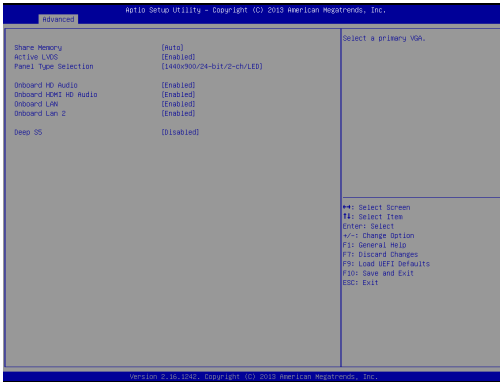 Aptio Setup Utility – Copyright (C) 2013 American Megatrends, Inc.
Advanced
Share Memory [Auto]
Active LVDS [Enabled]
Panel Type Selection [1440x900/24-bit/2-ch/LED]
Onboard HD Audio [Enabled]
Onboard HDMI HD Audio [Enabled]
Onboard LAN [Enabled]
Onboard Lan 2 [Enabled]
Deep S5 [Disabled]
Select a primary VGA.
↔: Select Screen
↑↓: Select Item
Enter: Select
+/-: Change Option
F1: General Help
F7: Discard Changes
F9: Load UEFI Defaults
F10: Save and Exit
ESC: Exit
Version 2.16.1242. Copyright (C) 2013 American Megatrends, Inc.